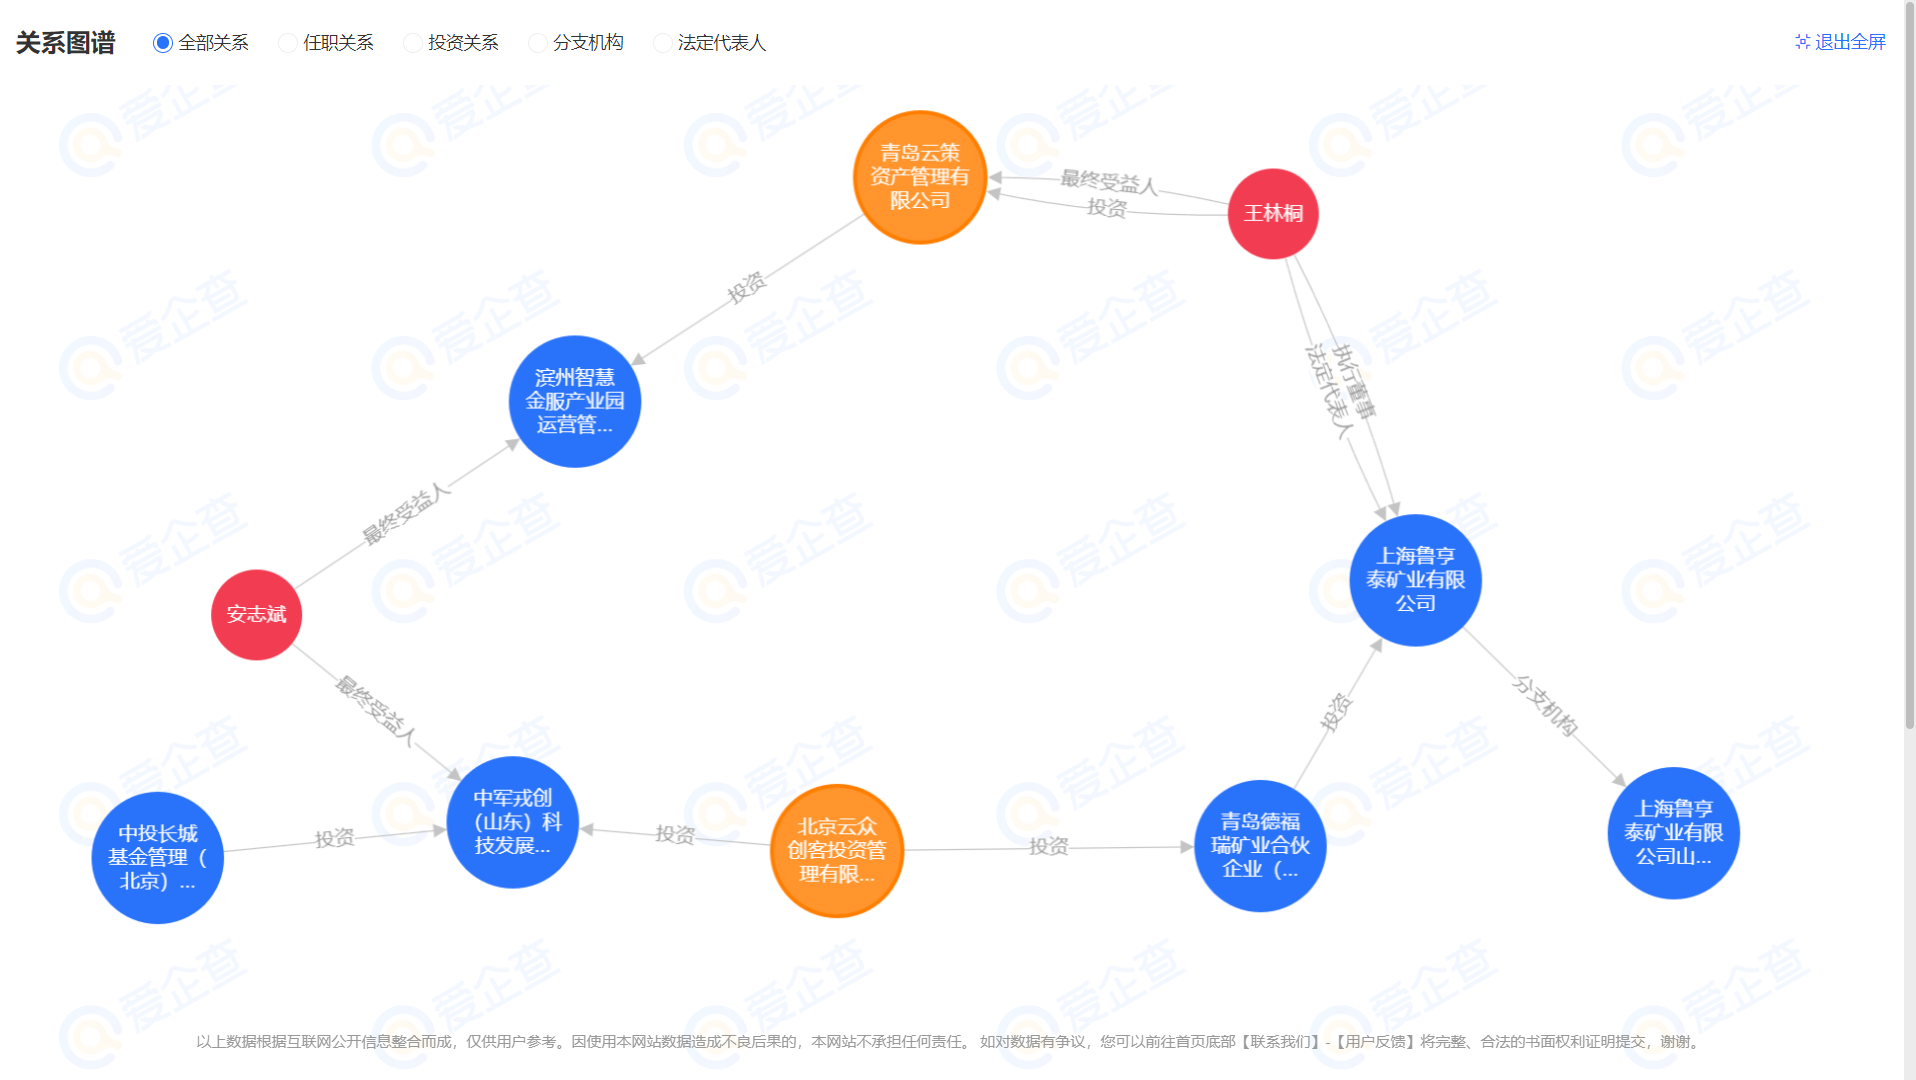 关系图谱
全部关系
任职关系
投资关系
分支机构
法定代表人
退出全屏
青岛云策
资产管理有
限公司
最终受益人
投资
王林桐
投资
滨州智慧
金服产业园
运营管...
执行董事
法定代表人
最终受益人
安志斌
上海鲁亨
泰矿业有限
公司
最终受益人
投资
分支机构
中投长城
基金管理（
北京）...
投资
中军戎创
（山东）科
技发展...
投资
北京云众
创客投资管
理有限...
投资
青岛德福
瑞矿业合伙
企业（...
上海鲁亨
泰矿业有限
公司山...
爱企查
以上数据根据互联网公开信息整合而成，仅供用户参考。因使用本网站数据造成不良后果的，本网站不承担任何责任。 如对数据有争议，您可以前往首页底部【联系我们】-【用户反馈】将完整、合法的书面权利证明提交，谢谢。